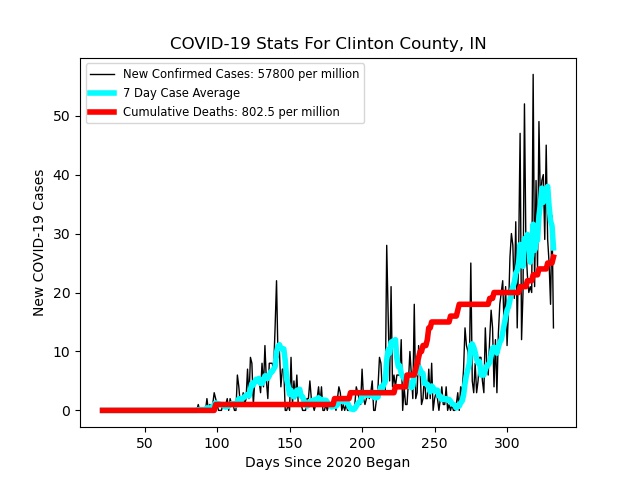 COVID-19 Stats For Clinton County, IN
New Confirmed Cases: 57800 per million
7 Day Case Average
Cumulative Deaths: 802.5 per million
New COVID-19 Cases
50
40
30
20
10
0
50 100 150 200 250 300
Days Since 2020 Began